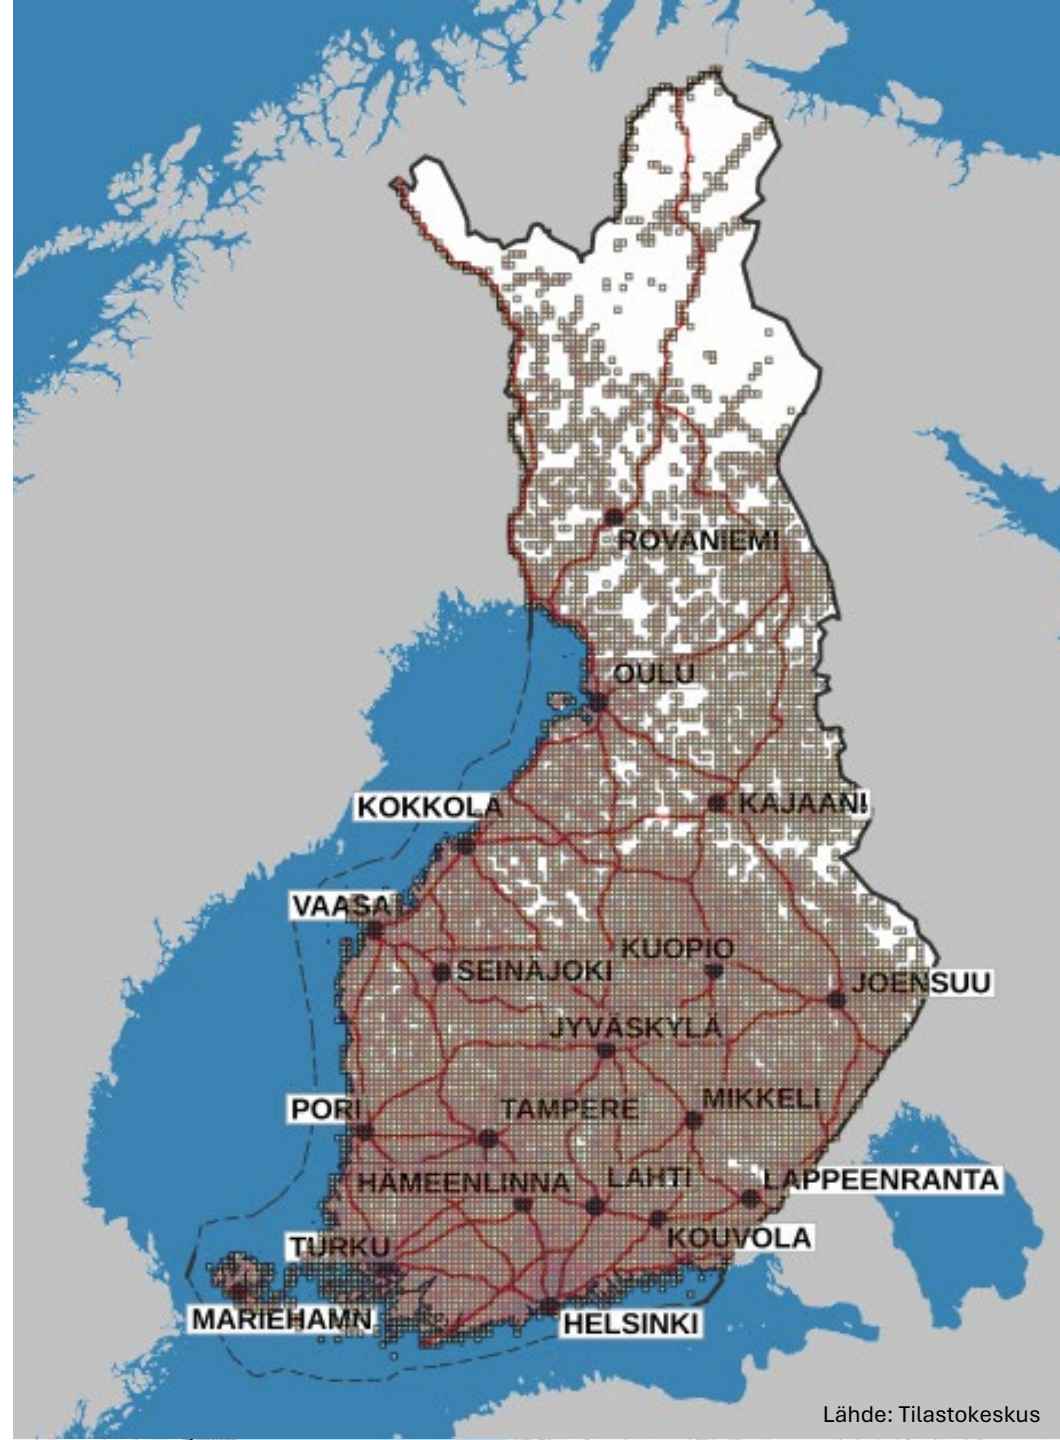 ROVANIEMI
OULU
KOKKOLA
KAJAANI
VAASA
KUOPIO
SEINÄJOKI
JOENSUU
JYVÄSKYLÄ
MIKKELI
PORI
TAMPERE
HÄMEENLINNA
LAHTI
LAPPEENRANTA
KOUVOLA
TURKU
MARIEHAMN
HELSINKI
Lähde: Tilastokeskus